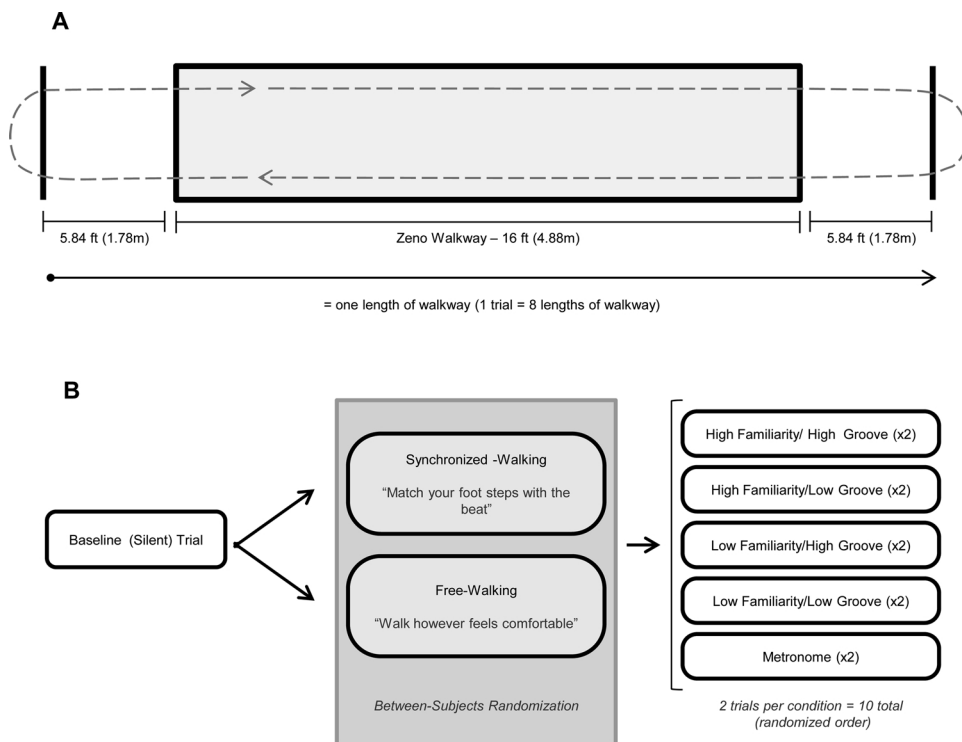 A
5.84 ft (1.78m)
Zeno Walkway – 16 ft (4.88m)
5.84 ft (1.78m)
= one length of walkway (1 trial = 8 lengths of walkway)
B
Baseline (Silent) Trial
Synchronized -Walking
“Match your foot steps with the
beat”
Free-Walking
“Walk however feels comfortable”
Between-Subjects Randomization
High Familiarity/ High Groove (x2)
High Familiarity/Low Groove (x2)
Low Familiarity/High Groove (x2)
Low Familiarity/Low Groove (x2)
Metronome (x2)
2 trials per condition = 10 total
(randomized order)